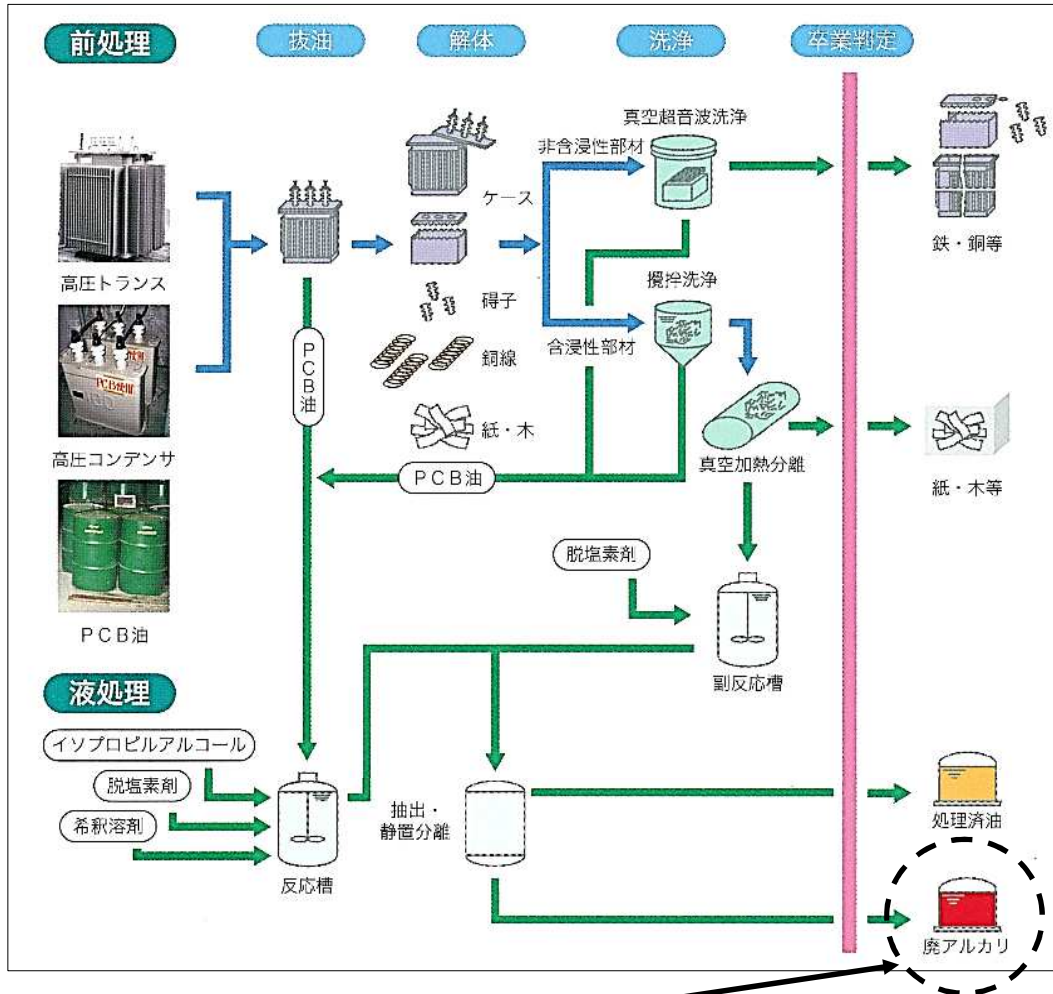 前処理
抜油
解体
洗浄
卒業判定
真空超音波洗浄
非含浸性部材
ケース
鉄・銅等
高圧トランス
碍子
攪拌洗浄
含浸性部材
銅線
PCB油
PCB使用
高圧コンデンサ
紙・木
真空加熱分離
紙・木等
PCB油
脱塩素剤
PCB油
副反応槽
液処理
イソプロピルアルコール
脱塩素剤
希釈溶剤
反応槽
抽出・
静置分離
処理済油
廃アルカリ